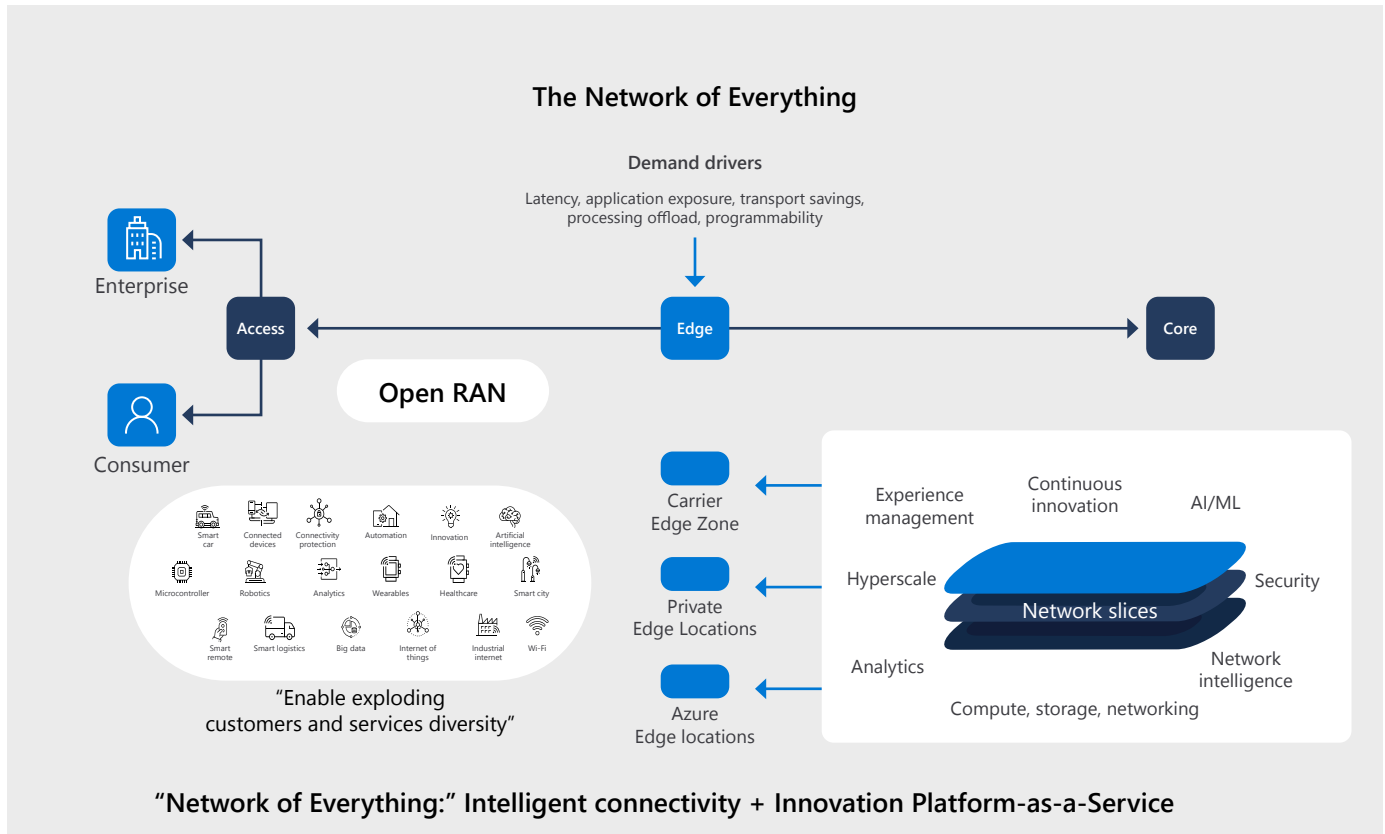 The Network of Everything
Demand drivers
Latency, application exposure, transport savings,
processing offload, programmability
Enterprise
Access
Edge
Core
Open RAN
Consumer
Smart
car
Connected
devices
Connectivity
protection
Automation
Innovation
Artificial
intelligence
Microcontroller
Robotics
Analytics
Wearables
Healthcare
Smart city
Smart
remote
Smart logistics
Big data
Internet of
things
Industrial
internet
Wi-Fi
“Enable exploding
customers and services diversity”
Carrier
Edge Zone
Private
Edge Locations
Azure
Edge locations
Experience
management
Continuous
innovation
AI/ML
Hyperscale
Network slices
Security
Analytics
Network
intelligence
Compute, storage, networking
“Network of Everything:” Intelligent connectivity + Innovation Platform-as-a-Service